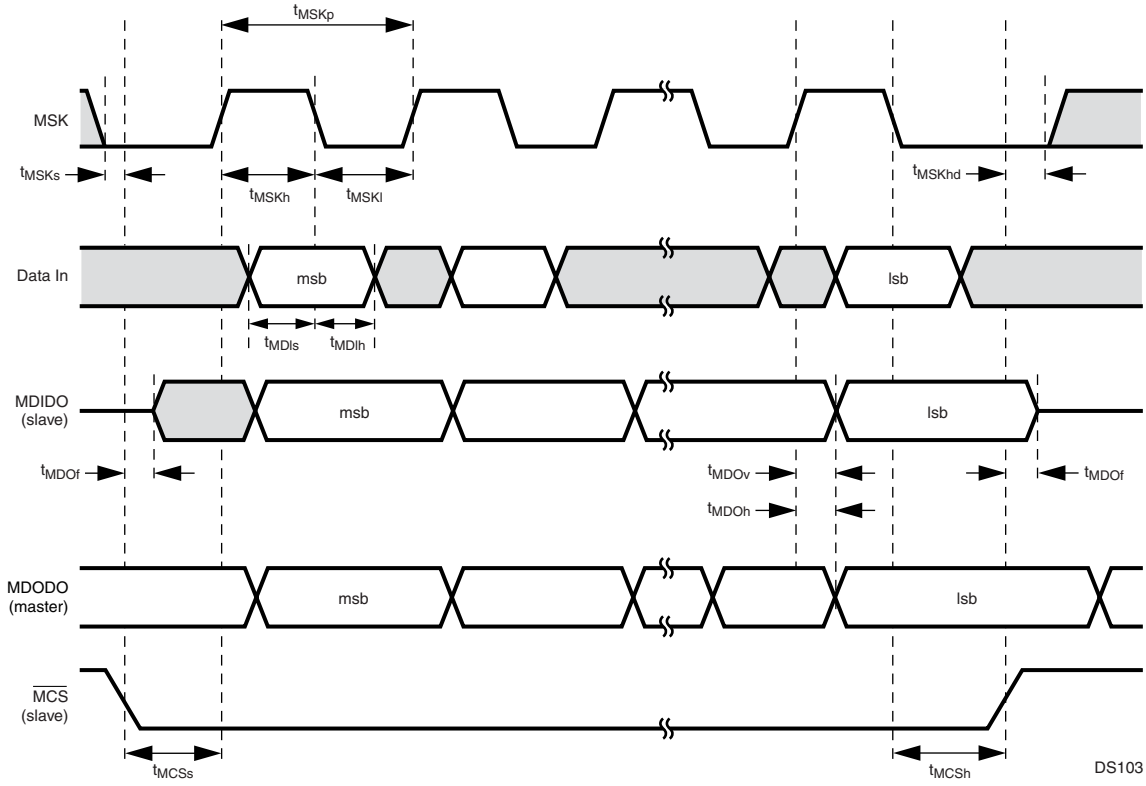 tMSKp
MSK
tMSKs
tMSKh
tMSKl
tMSKhd
Data In
msb
lsb
tMDIs
tMDIh
MDIDO
(slave)
msb
lsb
tMDOf
tMDOv
tMDOf
tMDOh
MDODO
(master)
msb
lsb
MCS
(slave)
tMCSs
tMCSh
DS103